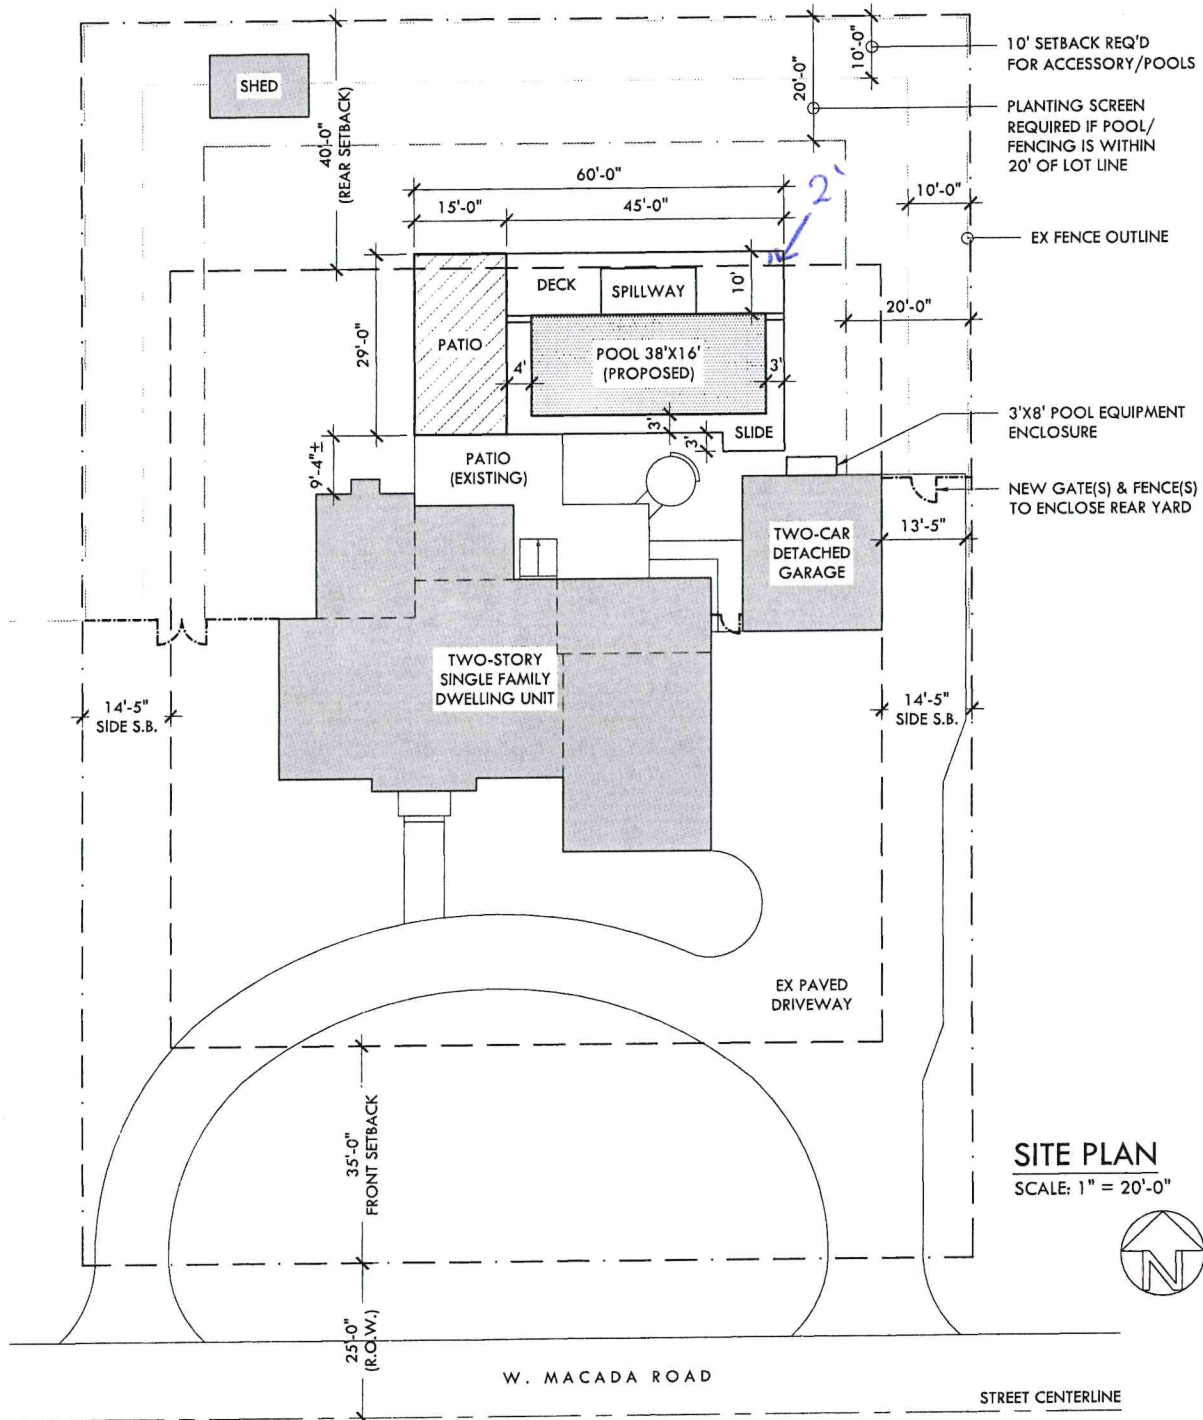 10' SETBACK REQ'D
FOR ACCESSORY/POOLS
10'-0"
20'-0"
PLANTING SCREEN
REQUIRED IF POOL/
FENCING IS WITHIN
20' OF LOT LINE
SHED
40'-0"
(REAR SETBACK)
60'-0"
2'
15'-0"
45'-0"
10'-0"
EX FENCE OUTLINE
DECK
SPILLWAY
10'
20'-0"
29'-0"
PATIO
POOL 38'X16'
(PROPOSED)
4'
3'
3'
3'
SLIDE
3'X8' POOL EQUIPMENT
ENCLOSURE
9'-4"±
PATIO
(EXISTING)
NEW GATE(S) & FENCE(S)
TO ENCLOSE REAR YARD
13'-5"
TWO-CAR
DETACHED
GARAGE
TWO-STORY
SINGLE FAMILY
DWELLING UNIT
14'-5"
SIDE S.B.
14'-5"
SIDE S.B.
EX PAVED
DRIVEWAY
35'-0"
FRONT SETBACK
SITE PLAN
SCALE: 1" = 20'-0"
N
25'-0"
(R.O.W.)
W. MACADA ROAD
STREET CENTERLINE